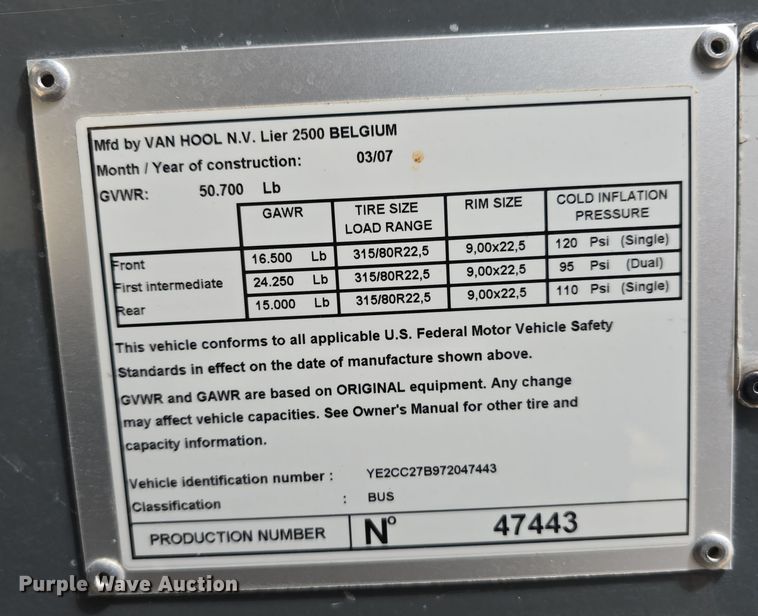 Mfd by VAN HOOL N.V. Lier 2500 BELGIUM
Month / Year of construction: 03/07
GVWR: 50.700 Lb
GAWR TIRE SIZE LOAD RANGE RIM SIZE COLD INFLATION PRESSURE
Front 16.500 Lb 315/80R22,5 9,00x22,5 120 Psi (Single)
First intermediate 24.250 Lb 315/80R22,5 9,00x22,5 95 Psi (Dual)
Rear 15.000 Lb 315/80R22,5 9,00x22,5 110 Psi (Single)
This vehicle conforms to all applicable U.S. Federal Motor Vehicle Safety
Standards in effect on the date of manufacture shown above.
GVWR and GAWR are based on ORIGINAL equipment. Any change
may affect vehicle capacities. See Owner's Manual for other tire and
capacity information.
Vehicle identification number : YE2CC27B972047443
Classification : BUS
PRODUCTION NUMBER Nº 47443
Purple Wave Auction